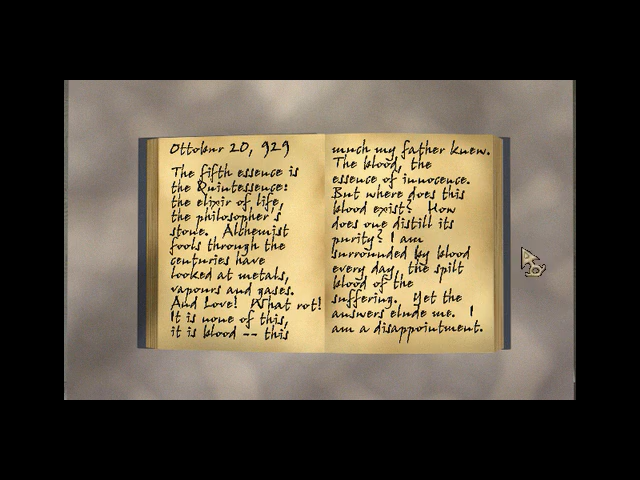 Ottobur 20, 929
The fifth essence is
the Quintessence:
the elixir of life,
the philosopher's
stone. Alchemist
fools through the
centuries have
looked at metals,
vapours and gases.
And Love! What rot!
It is none of this,
it is blood -- this
much my father knew.
The blood, the
essence of innocence.
But where does this
blood exist? How
does one distill its
purity? I am
surrounded by blood
every day, the spilt
blood of the
suffering. Yet the
answers elude me. I
am a disappointment.